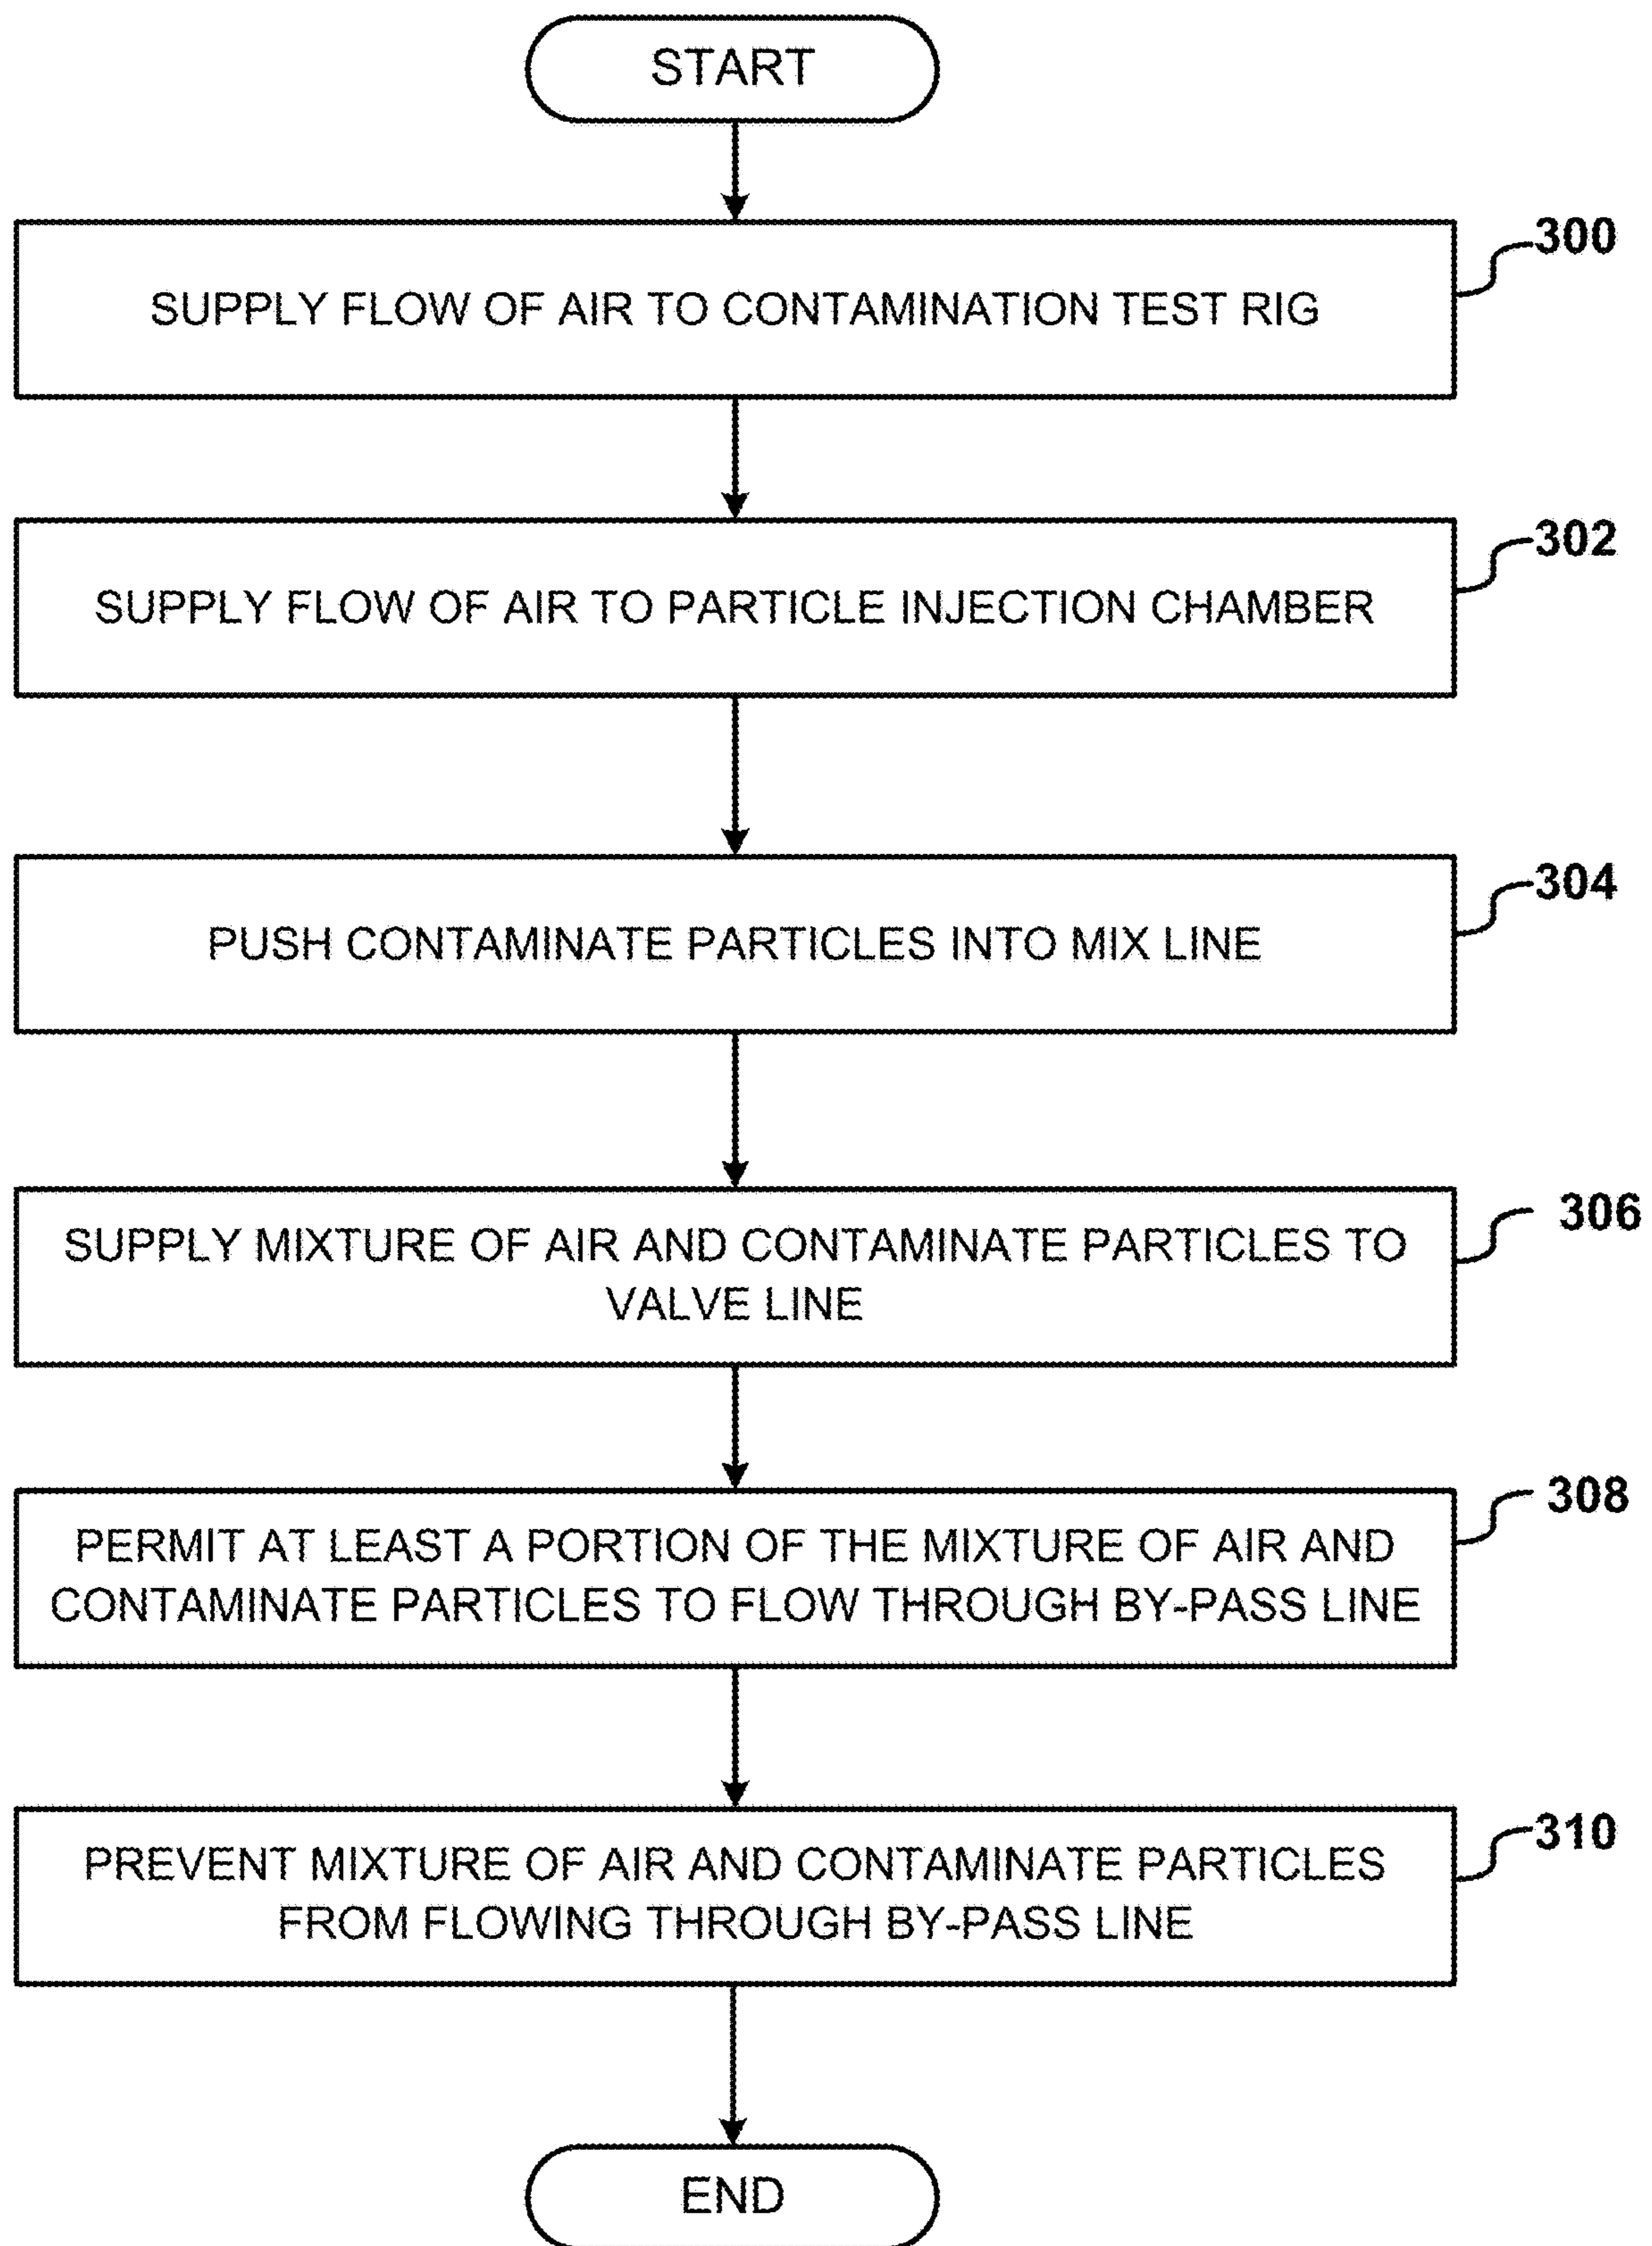 START
300
SUPPLY FLOW OF AIR TO CONTAMINATION TEST RIG
302
SUPPLY FLOW OF AIR TO PARTICLE INJECTION CHAMBER
304
PUSH CONTAMINATE PARTICLES INTO MIX LINE
306
SUPPLY MIXTURE OF AIR AND CONTAMINATE PARTICLES TO
VALVE LINE
308
PERMIT AT LEAST A PORTION OF THE MIXTURE OF AIR AND
CONTAMINATE PARTICLES TO FLOW THROUGH BY-PASS LINE
310
PREVENT MIXTURE OF AIR AND CONTAMINATE PARTICLES
FROM FLOWING THROUGH BY-PASS LINE
END